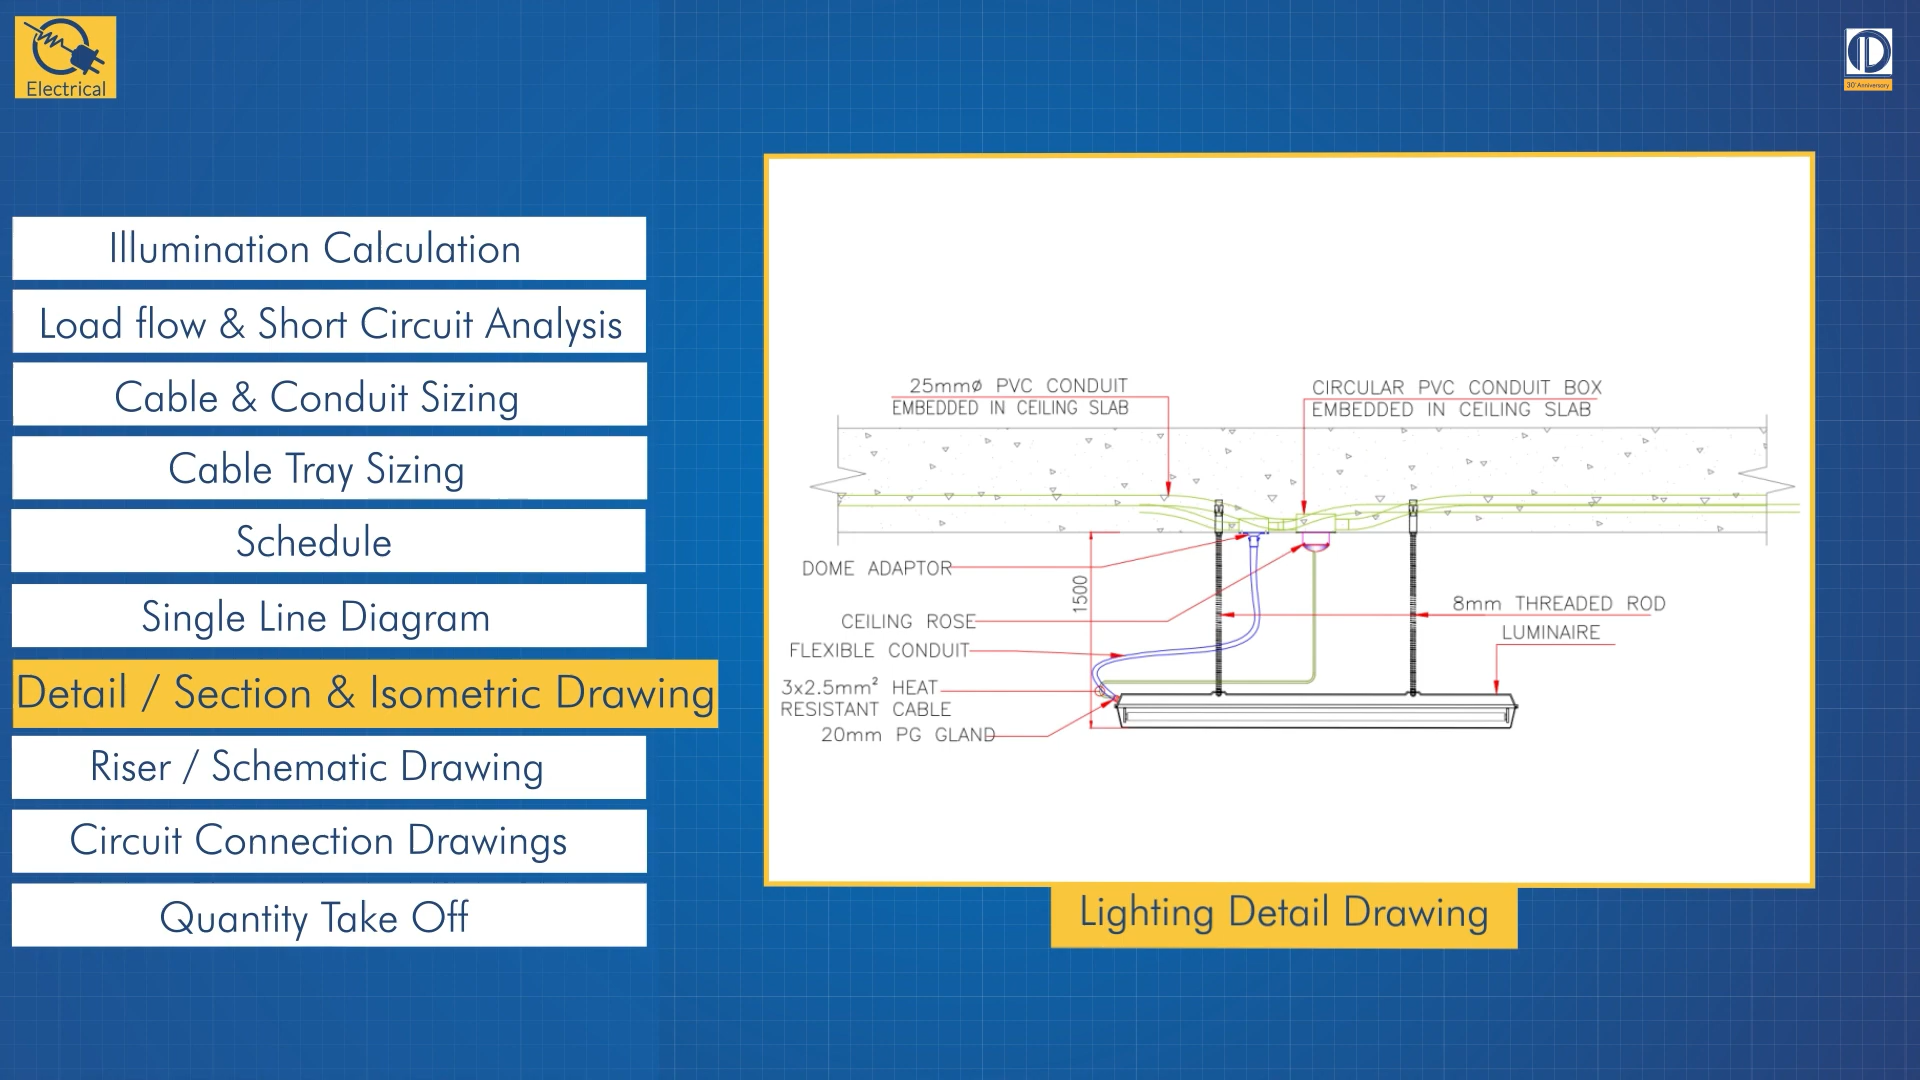 Electrical
30 Anniversary
Illumination Calculation
Load flow & Short Circuit Analysis
Cable & Conduit Sizing
Cable Tray Sizing
Schedule
Single Line Diagram
Detail / Section & Isometric Drawing
Riser / Schematic Drawing
Circuit Connection Drawings
Quantity Take Off
25mmø PVC CONDUIT
EMBEDDED IN CEILING SLAB
CIRCULAR PVC CONDUIT BOX
EMBEDDED IN CEILING SLAB
DOME ADAPTOR
1500
CEILING ROSE
FLEXIBLE CONDUIT
3x2.5mm² HEAT
RESISTANT CABLE
20mm PG GLAND
8mm THREADED ROD
LUMINAIRE
Lighting Detail Drawing